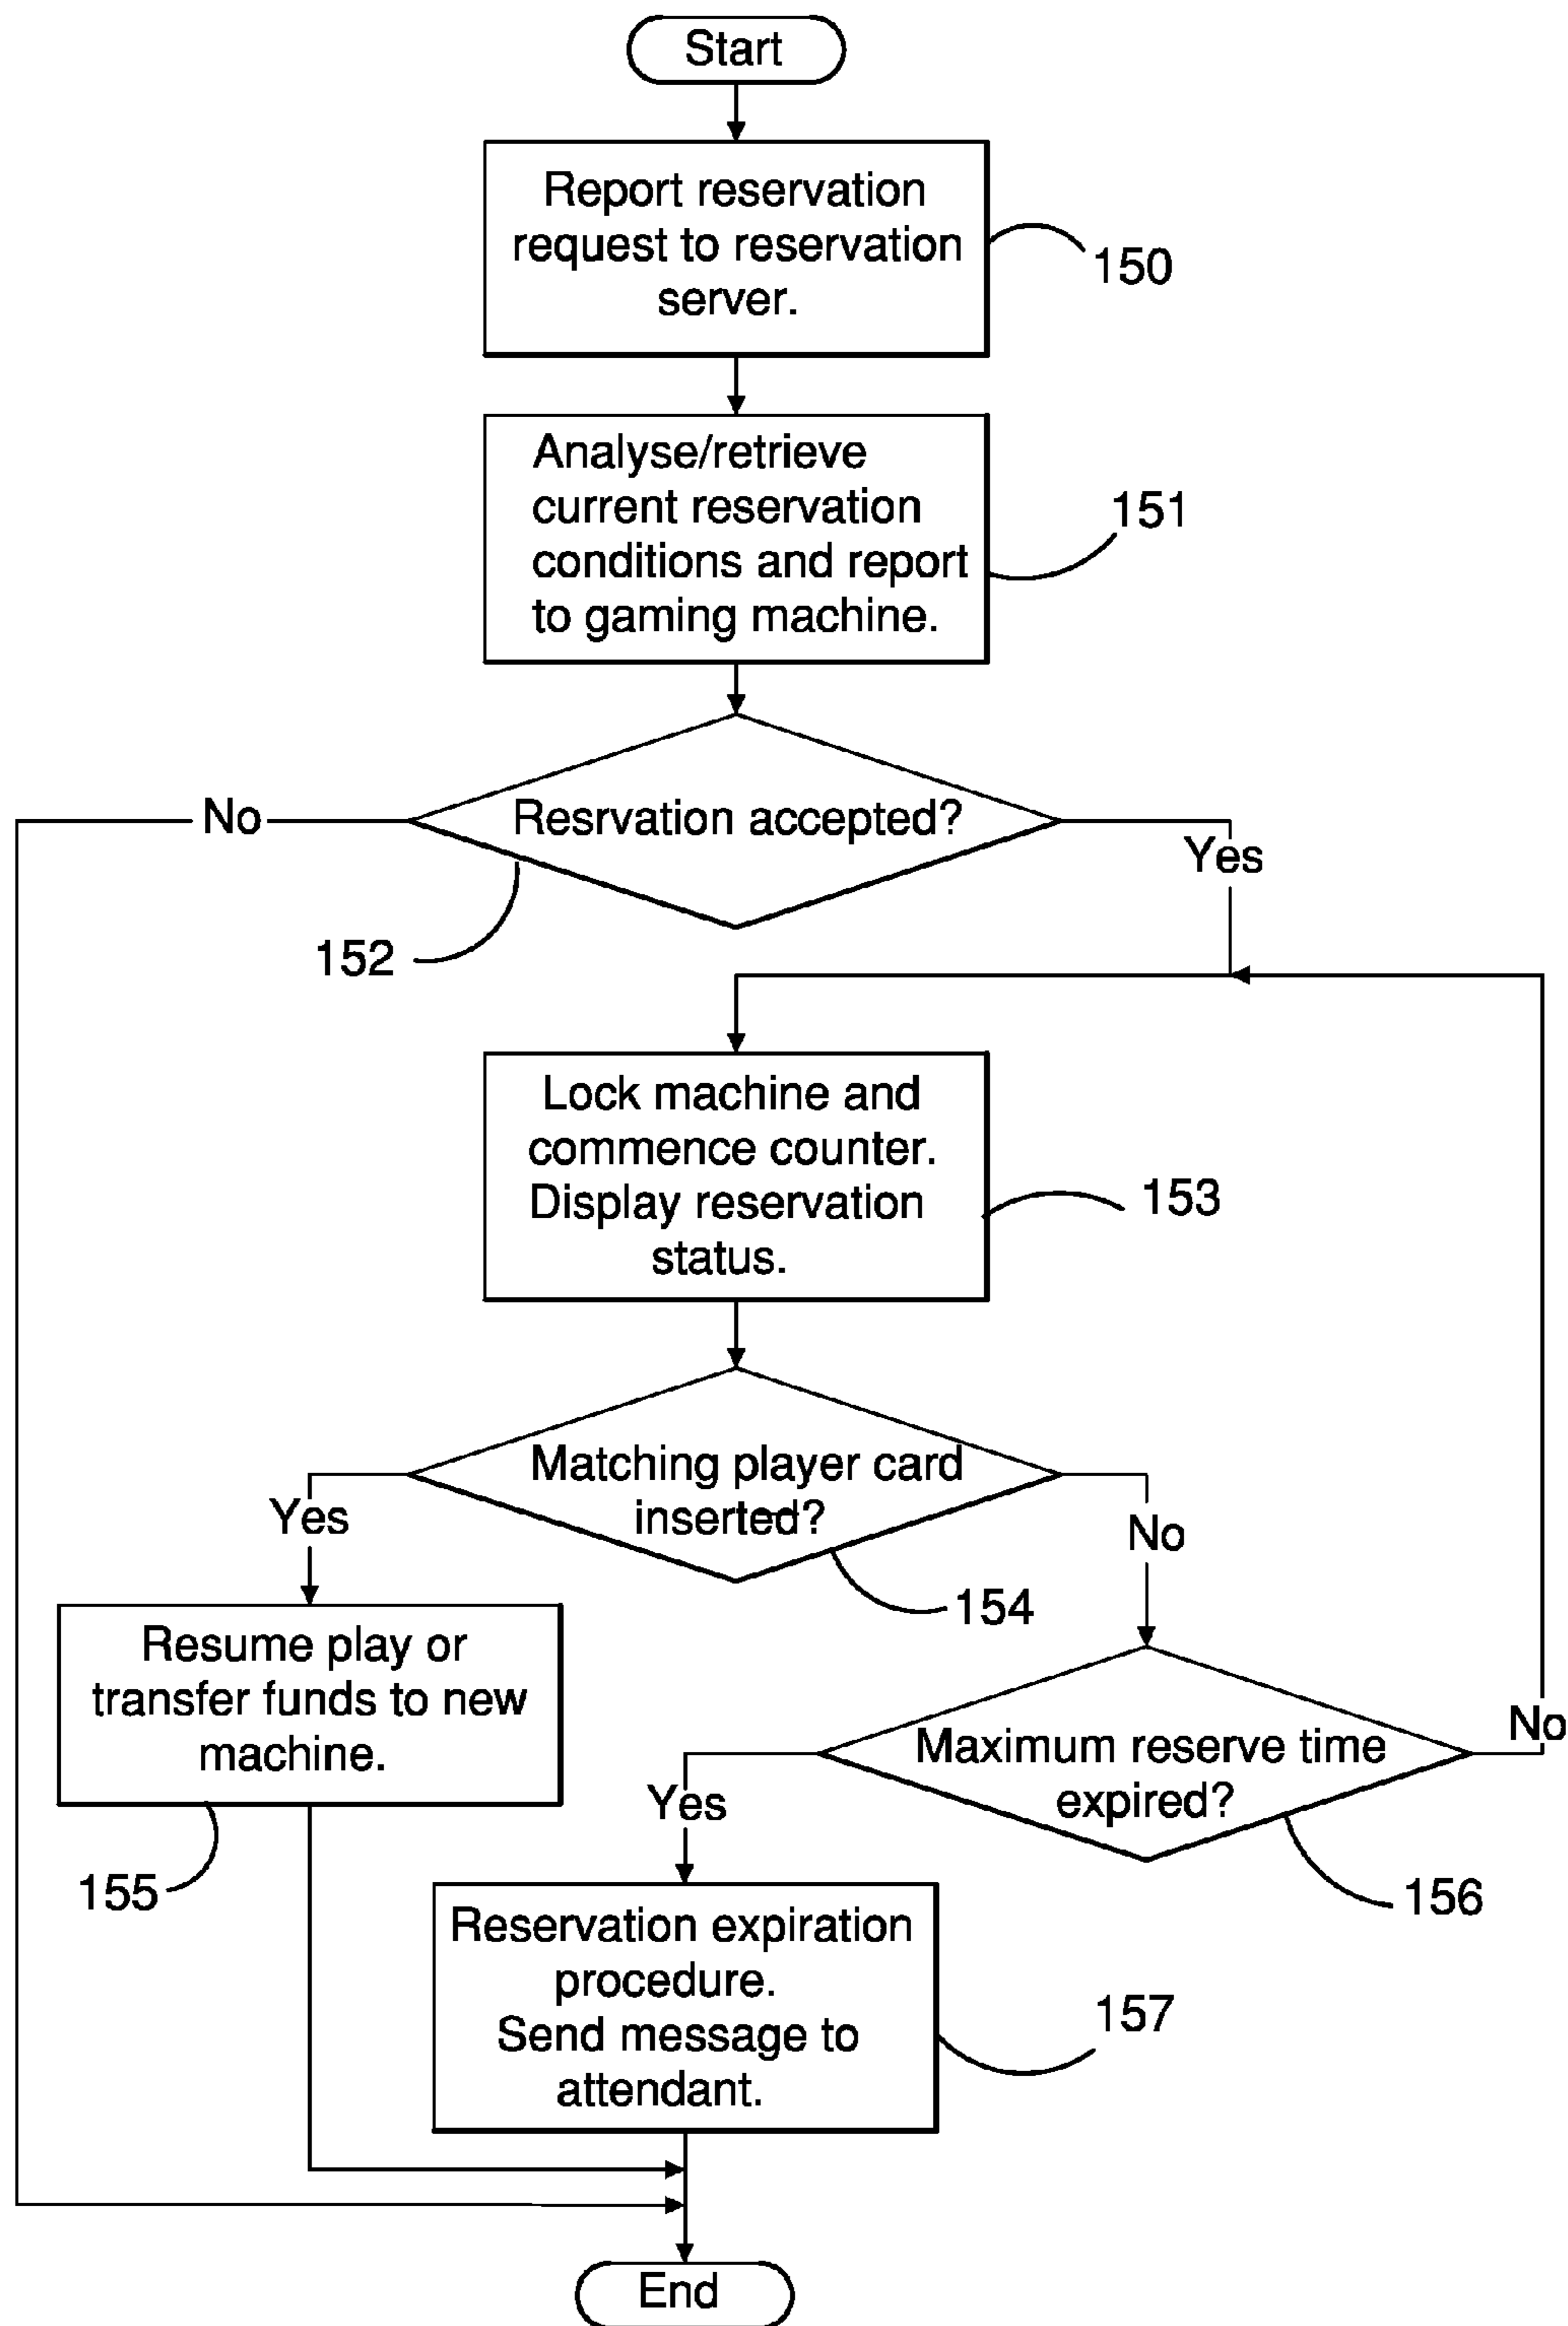 Start
Report reservation
request to reservation
server.
150
Analyse/retrieve
current reservation
conditions and report
to gaming machine.
151
Resrvation accepted?
No
Yes
152
Lock machine and
commence counter.
Display reservation
status.
153
Matching player card
inserted?
Yes
No
154
Resume play or
transfer funds to new
machine.
155
Maximum reserve time
expired?
No
Yes
156
Reservation expiration
procedure.
Send message to
attendant.
157
End